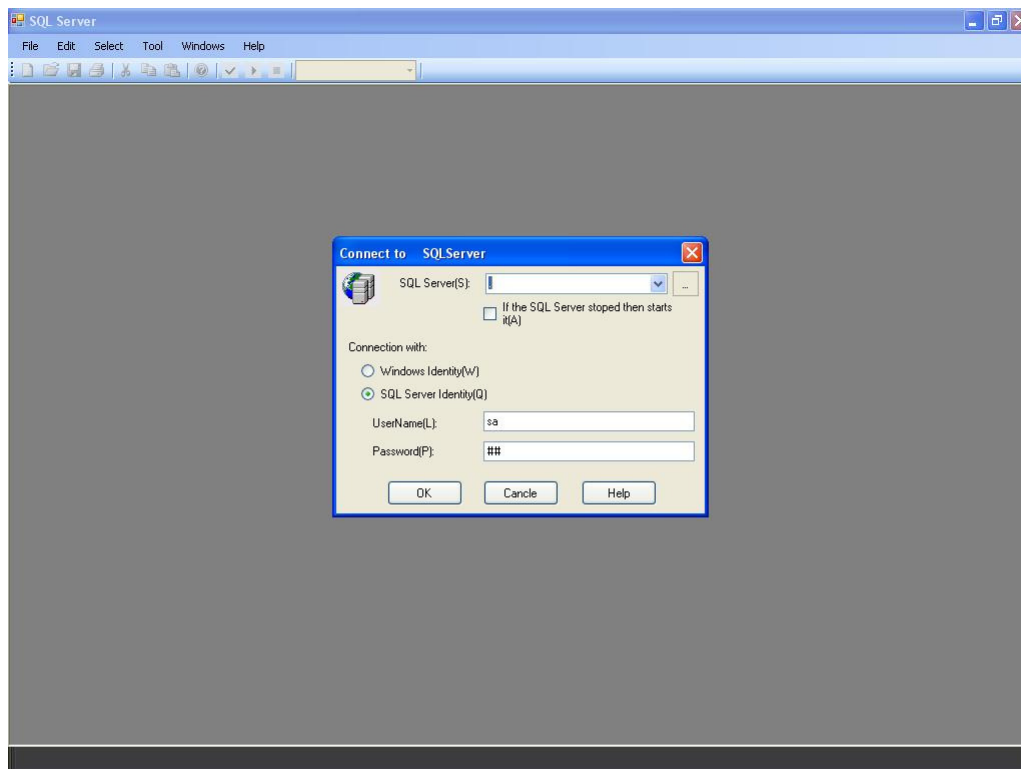 SQL Server
File Edit Select Tool Windows Help
Connect to SQLServer
SQL Server(S):
...
If the SQL Server stoped then starts
it(A)
Connection with:
Windows Identity(W)
SQL Server Identity(Q)
UserName(L): sa
Password(P): ##
OK Cancle Help